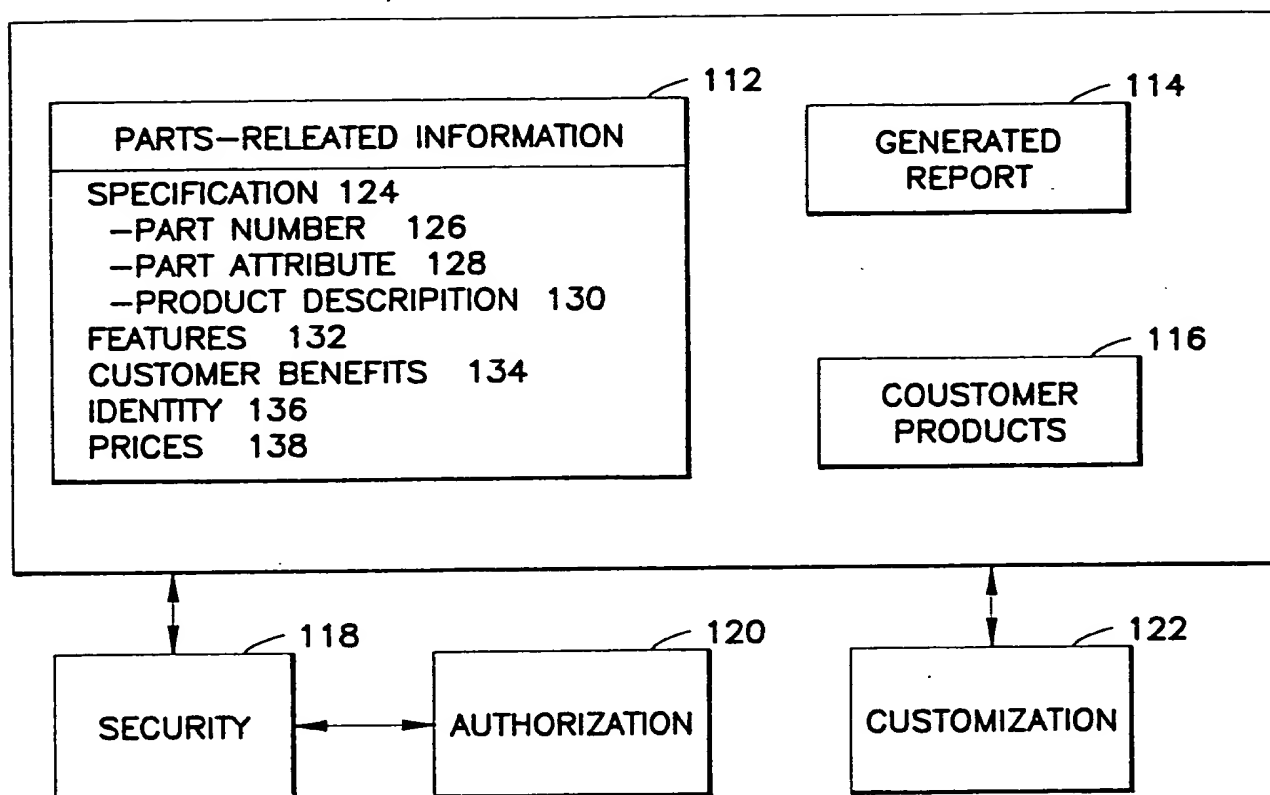 112
PARTS-RELEATED INFORMATION
SPECIFICATION 124
-PART NUMBER 126
-PART ATTRIBUTE 128
-PRODUCT DESCRIPITION 130
FEATURES 132
CUSTOMER BENEFITS 134
IDENTITY 136
PRICES 138
114
GENERATED
REPORT
116
COUSTOMER
PRODUCTS
118
SECURITY
120
AUTHORIZATION
122
CUSTOMIZATION